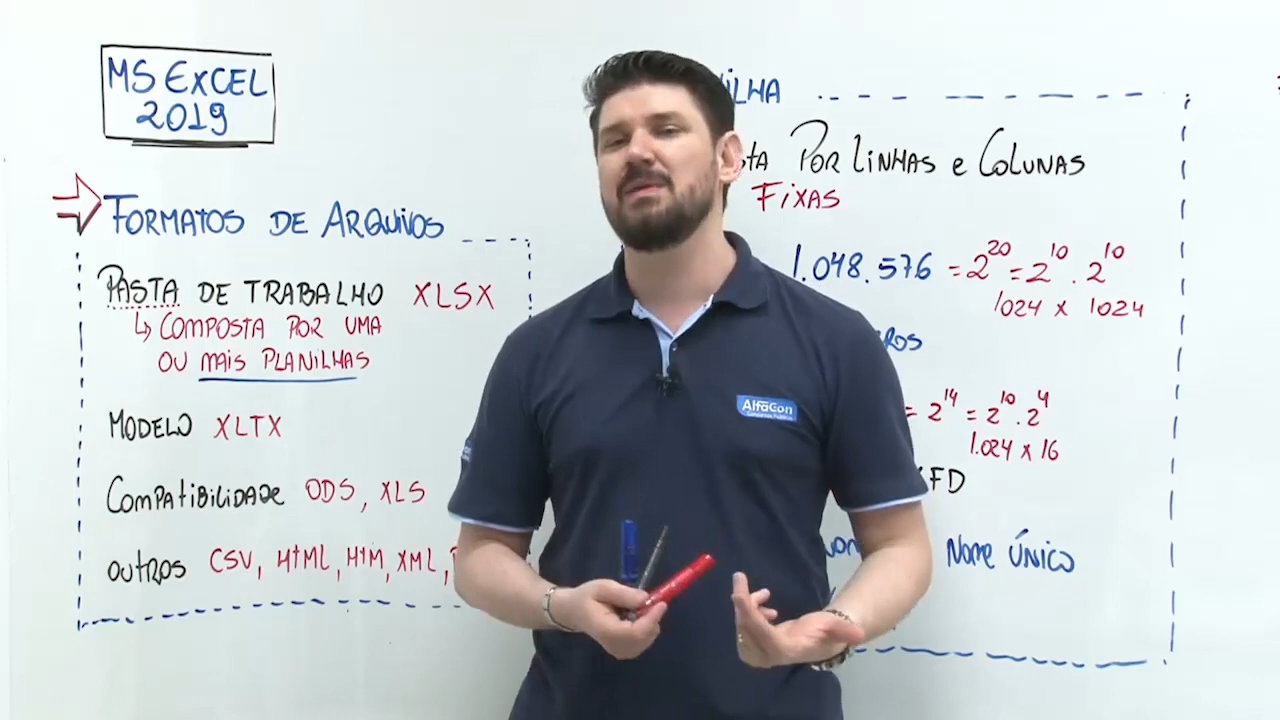 MS EXCEL
2019
FORMATOS DE ARQUIVOS
PASTA DE TRABALHO XLSX
↳ COMPOSTA POR UMA
OU MAIS PLANILHAS
MODELO XLTX
COMPATIBILIDADE ODS, XLS
OUTROS CSV, HTML, HTM, XML,
ILHA
STA POR LINHAS E COLUNAS
FIXAS
1.048.576 = 2^20 = 2^10 . 2^10
1024 x 1024
ROS
= 2^14 = 2^10 . 2^4
1.024 x 16
XFD
NOME ÚNICO
AlfaCon